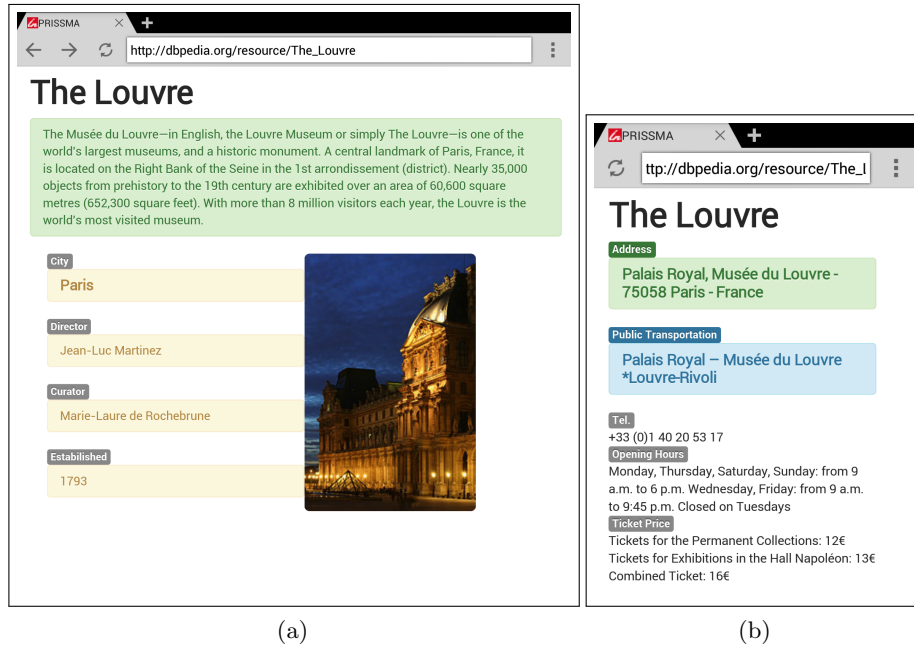 PRISSMA
http://dbpedia.org/resource/The_Louvre
The Louvre
The Musée du Louvre—in English, the Louvre Museum or simply The Louvre—is one of the
world's largest museums, and a historic monument. A central landmark of Paris, France, it
is located on the Right Bank of the Seine in the 1st arrondissement (district). Nearly 35,000
objects from prehistory to the 19th century are exhibited over an area of 60,600 square
metres (652,300 square feet). With more than 8 million visitors each year, the Louvre is the
world's most visited museum.
City
Paris
Director
Jean-Luc Martinez
Curator
Marie-Laure de Rochebrune
Estabilished
1793
(a)
PRISSMA
ttp://dbpedia.org/resource/The_l
The Louvre
Address
Palais Royal, Musée du Louvre -
75058 Paris - France
Public Transportation
Palais Royal – Musée du Louvre
*Louvre-Rivoli
Tel.
+33 (0)1 40 20 53 17
Opening Hours
Monday, Thursday, Saturday, Sunday: from 9
a.m. to 6 p.m. Wednesday, Friday: from 9 a.m.
to 9:45 p.m. Closed on Tuesdays
Ticket Price
Tickets for the Permanent Collections: 12€
Tickets for Exhibitions in the Hall Napoléon: 13€
Combined Ticket: 16€
(b)